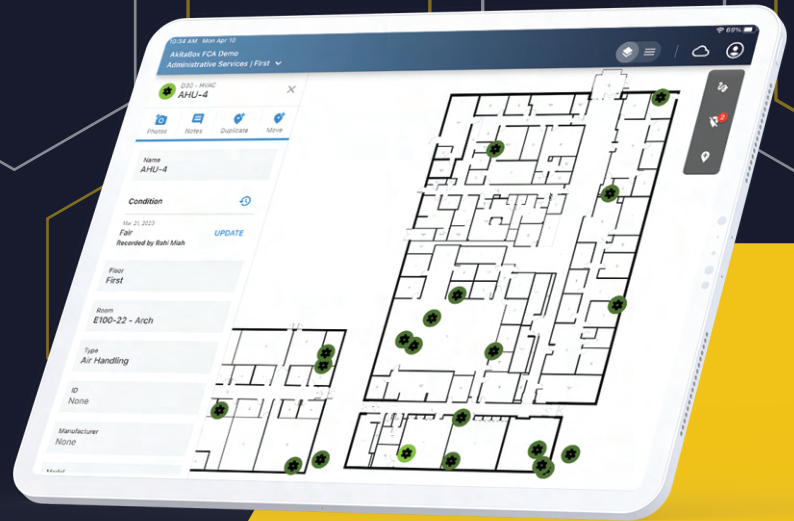 10:34 AM Mon Apr 10
69%
AkitaBox FCA Demo
Administrative Services | First
D30 - HVAC
AHU-4
Photos
Notes
Duplicate
Move
2
Name
AHU-4
Condition
Mar 21, 2023
Fair
UPDATE
Recorded by Rahi Miah
Floor
First
Room
E100-22 - Arch
Type
Air Handling
ID
None
Manufacturer
None